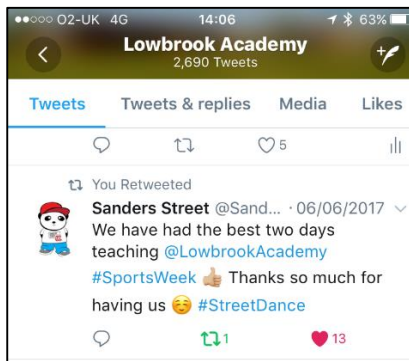 O2-UK 4G 14:06 63%
Lowbrook Academy
2,690 Tweets
Tweets Tweets & replies Media Likes
5
You Retweeted
Sanders Street @Sand... · 06/06/2017
We have had the best two days
teaching @LowbrookAcademy
#SportsWeek 👍🏼 Thanks so much for
having us ☺️ #StreetDance
1 13